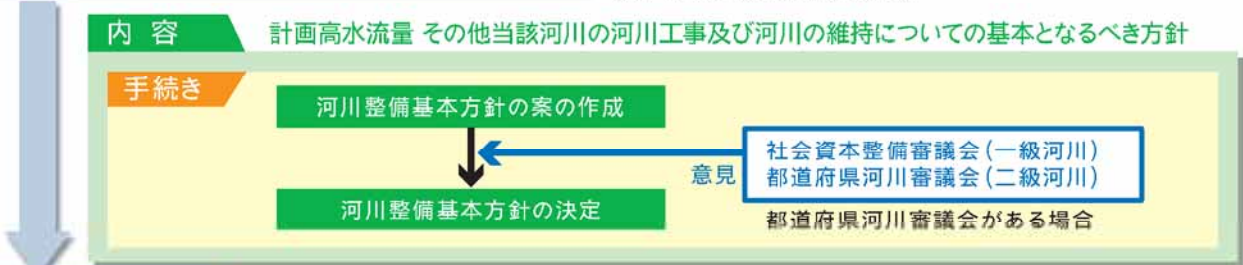 内 容
計画高水流量 その他当該河川の河川工事及び河川の維持についての基本となるべき方針
手続き
河川整備基本方針の案の作成
社会資本整備審議会(一級河川)
意見
都道府県河川審議会(二級河川)
河川整備基本方針の決定
都道府県河川審議会がある場合